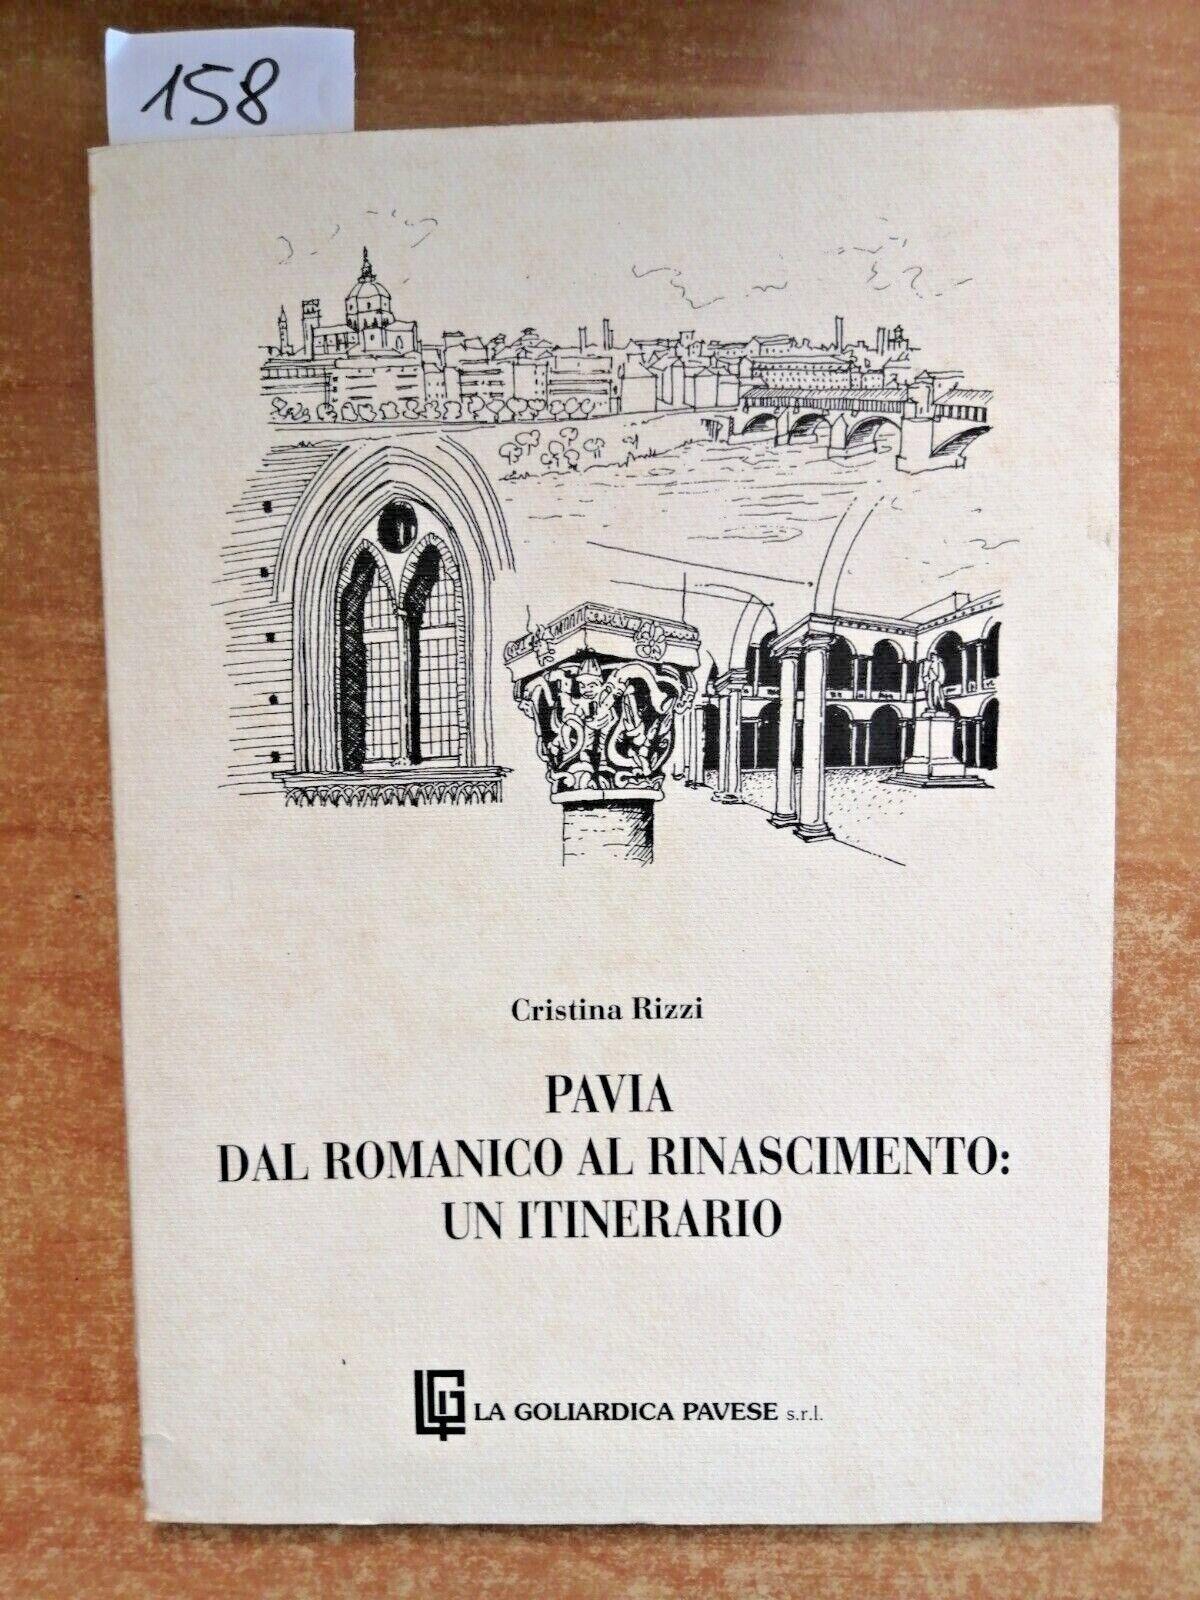 158
Cristina Rizzi
PAVIA
DAL ROMANICO AL RINASCIMENTO:
UN ITINERARIO
LA GOLIARDICA PAVESE s.r.l.